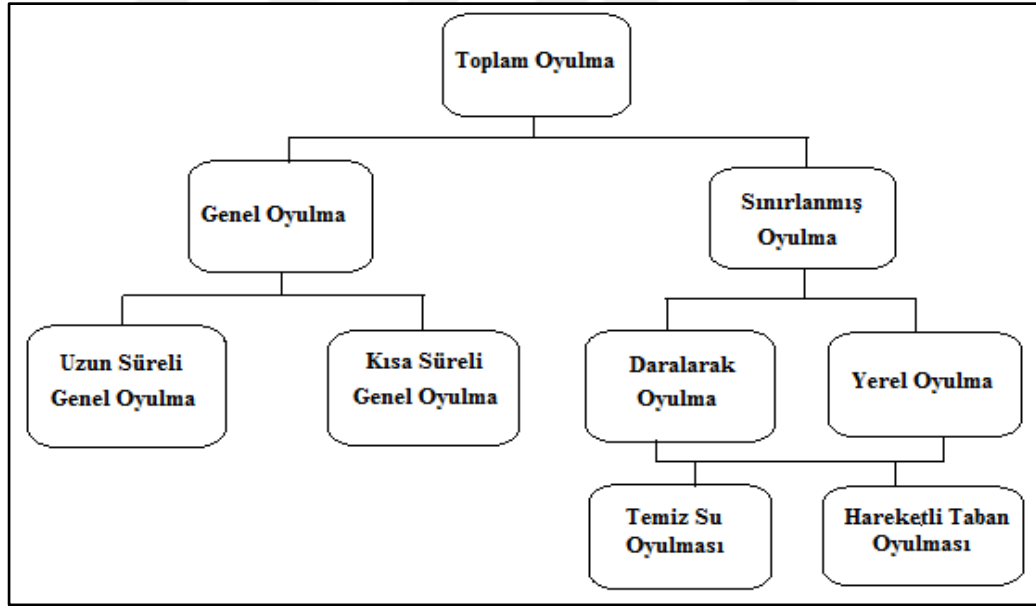 Toplam Oyulma
Genel Oyulma
Sınırlanmış
Oyulma
Uzun Süreli
Genel Oyulma
Kısa Süreli
Genel Oyulma
Daralarak
Oyulma
Yerel Oyulma
Temiz Su
Oyulması
Hareketli Taban
Oyulması